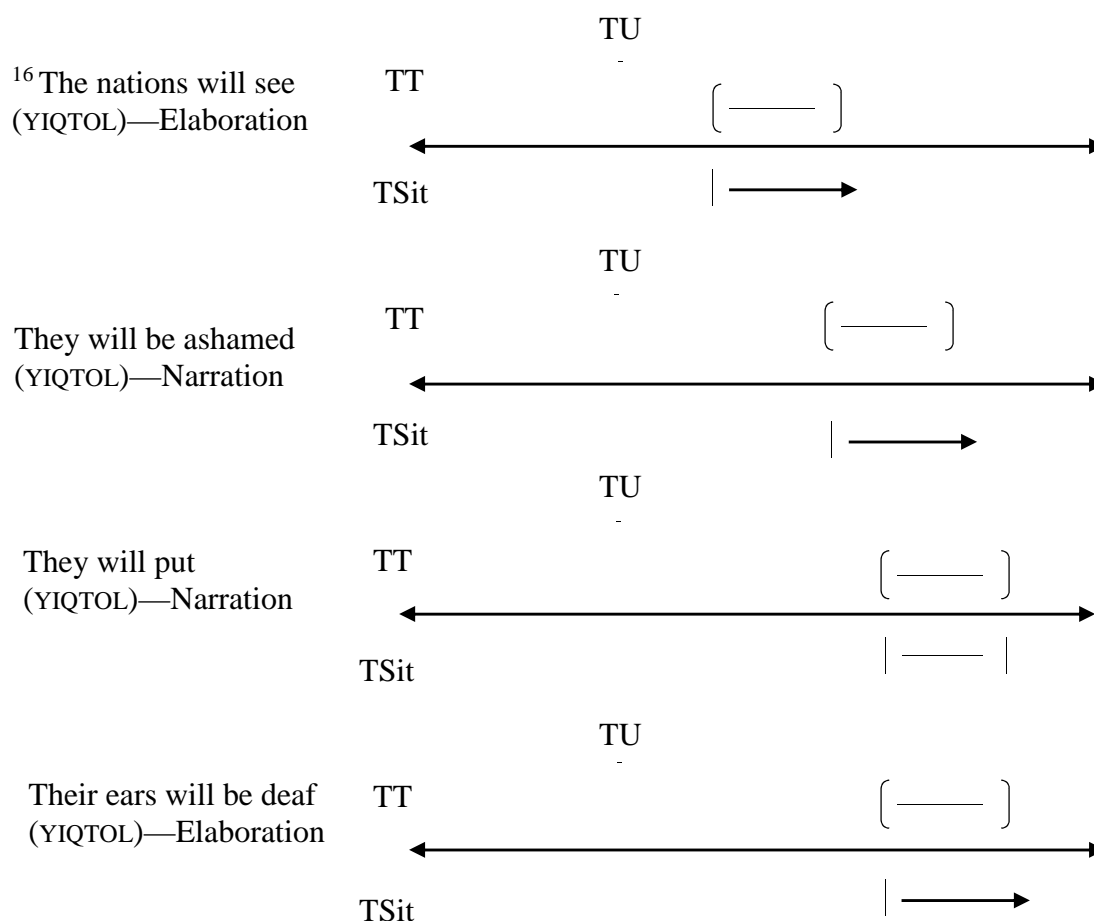 TU
16 The nations will see
(YIQTOL)—Elaboration
TT
TSit
TU
They will be ashamed
(YIQTOL)—Narration
TT
TSit
TU
They will put
(YIQTOL)—Narration
TT
TSit
TU
Their ears will be deaf
(YIQTOL)—Elaboration
TT
TSit